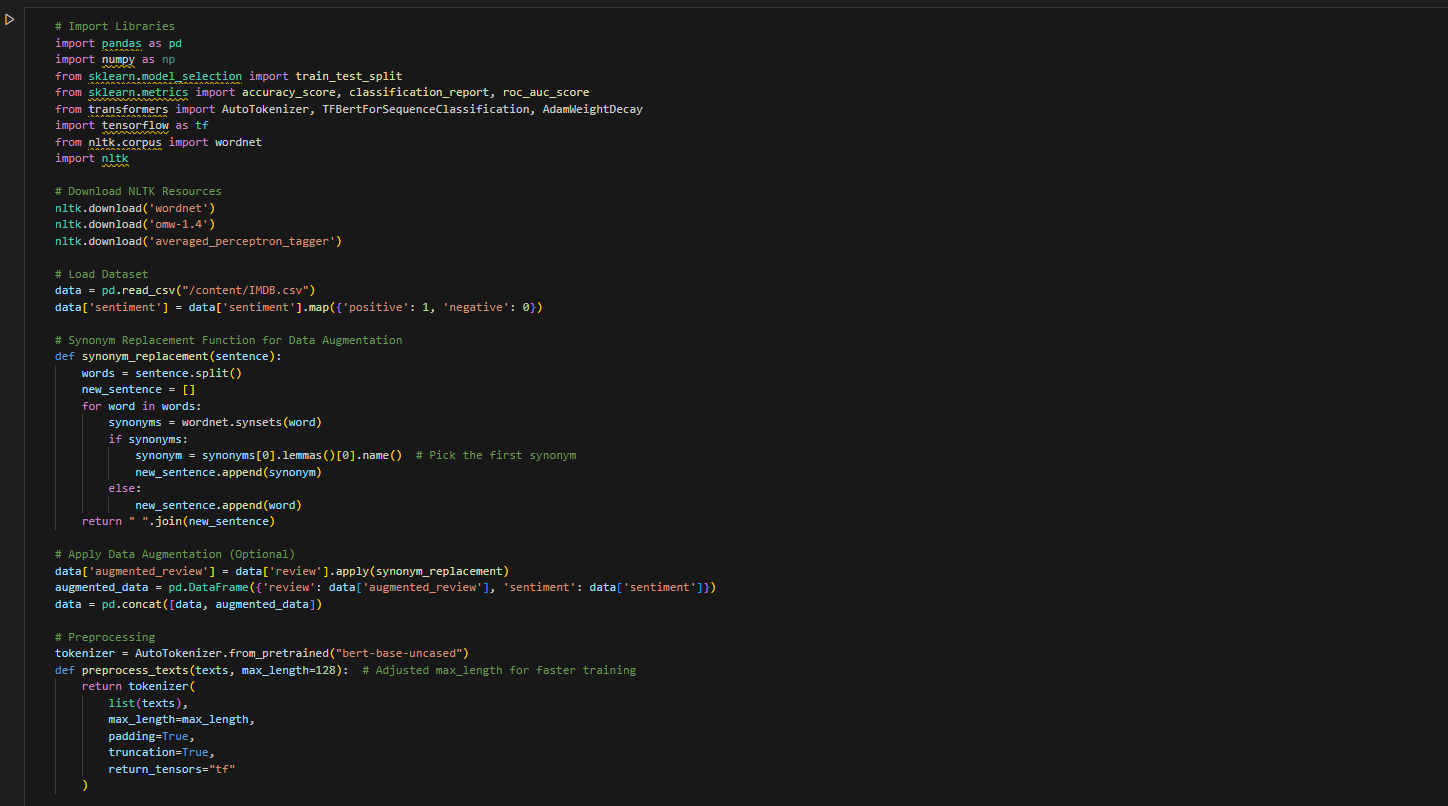 # Import Libraries
import pandas as pd
import numpy as np
from sklearn.model_selection import train_test_split
from sklearn.metrics import accuracy_score, classification_report, roc_auc_score
from transformers import AutoTokenizer, TFBertForSequenceClassification, AdamWeightDecay
import tensorflow as tf
from nltk.corpus import wordnet
import nltk

# Download NLTK Resources
nltk.download('wordnet')
nltk.download('omw-1.4')
nltk.download('averaged_perceptron_tagger')

# Load Dataset
data = pd.read_csv("/content/IMDB.csv")
data['sentiment'] = data['sentiment'].map({'positive': 1, 'negative': 0})

# Synonym Replacement Function for Data Augmentation
def synonym_replacement(sentence):
    words = sentence.split()
    new_sentence = []
    for word in words:
        synonyms = wordnet.synsets(word)
        if synonyms:
            synonym = synonyms[0].lemmas()[0].name()  # Pick the first synonym
            new_sentence.append(synonym)
        else:
            new_sentence.append(word)
    return " ".join(new_sentence)

# Apply Data Augmentation (Optional)
data['augmented_review'] = data['review'].apply(synonym_replacement)
augmented_data = pd.DataFrame({'review': data['augmented_review'], 'sentiment': data['sentiment']})
data = pd.concat([data, augmented_data])

# Preprocessing
tokenizer = AutoTokenizer.from_pretrained("bert-base-uncased")
def preprocess_texts(texts, max_length=128):  # Adjusted max_length for faster training
    return tokenizer(
        list(texts),
        max_length=max_length,
        padding=True,
        truncation=True,
        return_tensors="tf"
    )